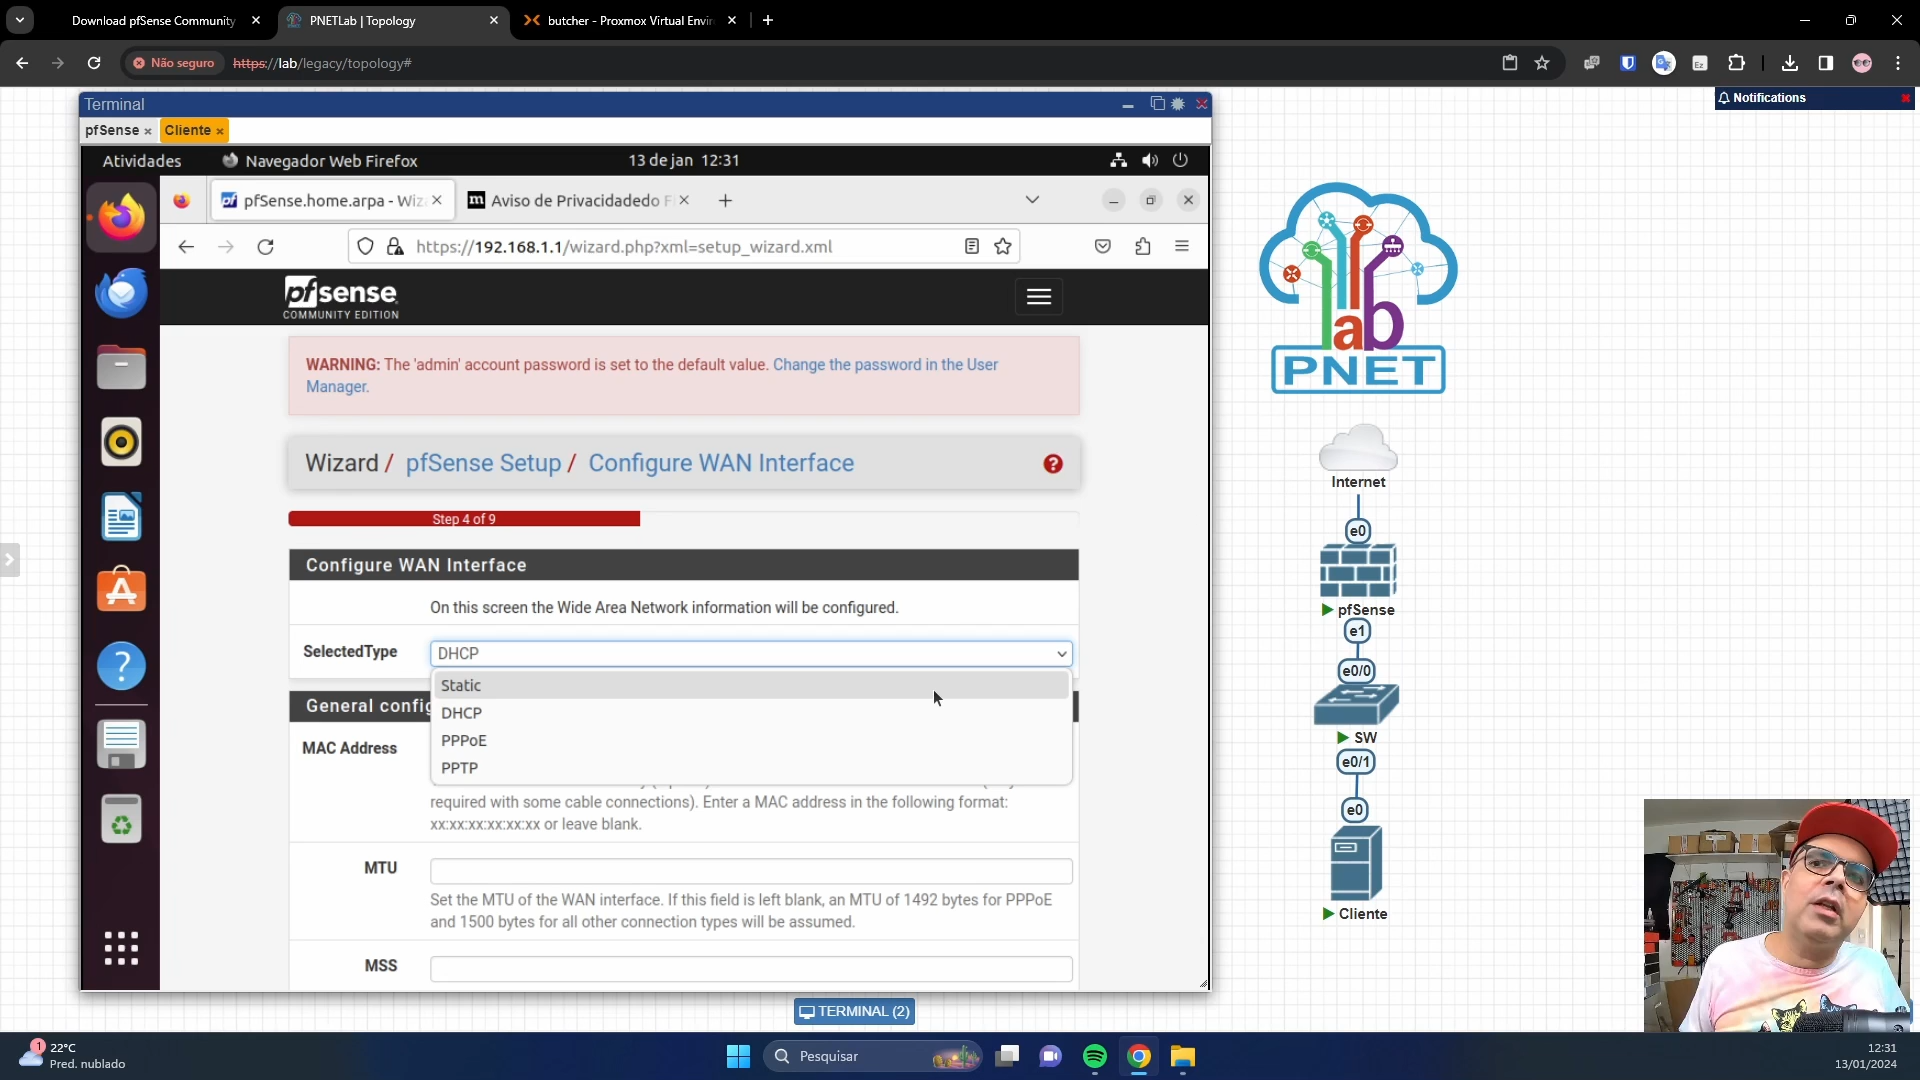 Download pfSense Community
PNETLab | Topology
butcher - Proxmox Virtual Envir
Não seguro
https://lab/legacy/topology#
Ez
Terminal
Notifications
pfSense
Cliente
Atividades
Navegador Web Firefox
13 de jan 12:31
pfSense.home.arpa - Wiz
Aviso de Privacidadedo F
https://192.168.1.1/wizard.php?xml=setup_wizard.xml
pfsense
COMMUNITY EDITION
WARNING: The 'admin' account password is set to the default value. Change the password in the User
Manager.
Wizard / pfSense Setup / Configure WAN Interface
Step 4 of 9
Configure WAN Interface
On this screen the Wide Area Network information will be configured.
SelectedType
DHCP
Static
DHCP
PPPoE
PPTP
General config
MAC Address
required with some cable connections). Enter a MAC address in the following format:
xx:xx:xx:xx:xx:xx or leave blank.
MTU
Set the MTU of the WAN interface. If this field is left blank, an MTU of 1492 bytes for PPPoE
and 1500 bytes for all other connection types will be assumed.
MSS
TERMINAL (2)
lab
PNET
Internet
e0
pfSense
e1
e0/0
SW
e0/1
e0
Cliente
1
22°C
Pred. nublado
Pesquisar
12:31
13/01/2024